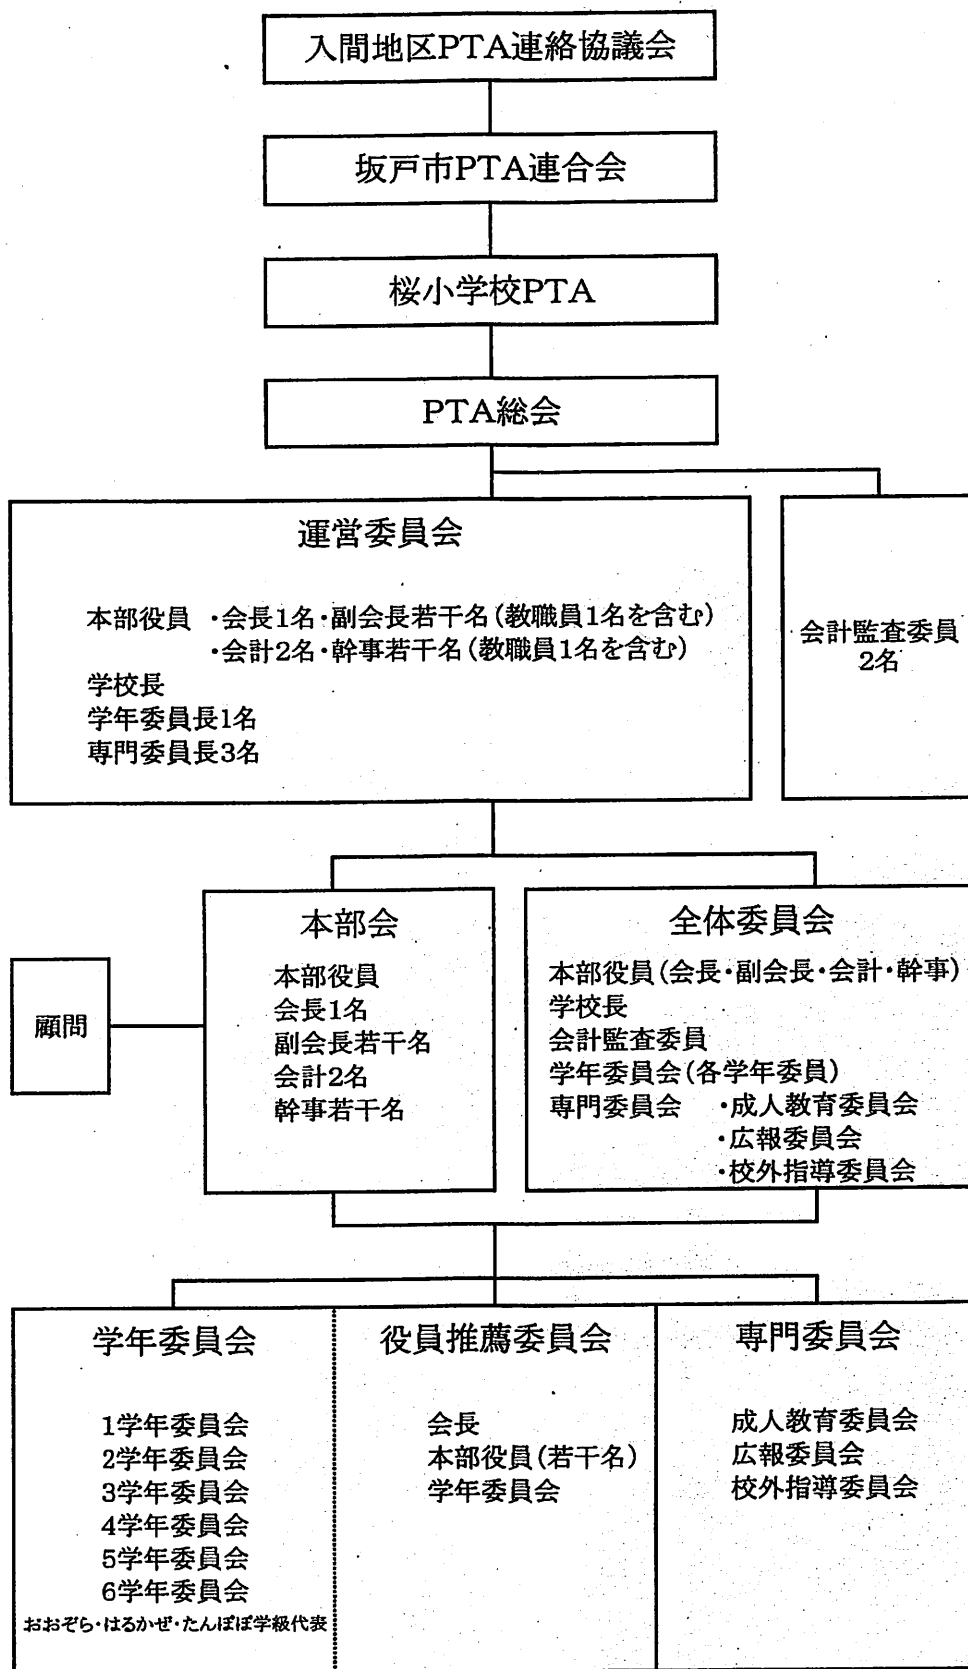 入間地区PTA連絡協議会
坂戸市PTA連合会
桜小学校PTA
PTA総会
運営委員会
本部役員 ・会長1名・副会長若干名(教職員1名を含む)
・会計2名・幹事若干名(教職員1名を含む)
学校長
学年委員長1名
専門委員長3名
会計監査委員
2名
顧問
本部会
本部役員
会長1名
副会長若干名
会計2名
幹事若干名
全体委員会
本部役員(会長・副会長・会計・幹事)
学校長
会計監査委員
学年委員会(各学年委員)
専門委員会 ・成人教育委員会
・広報委員会
・校外指導委員会
学年委員会
1学年委員会
2学年委員会
3学年委員会
4学年委員会
5学年委員会
6学年委員会
おおぞら・はるかぜ・たんぽぽ学級代表
役員推薦委員会
会長
本部役員(若干名)
学年委員会
専門委員会
成人教育委員会
広報委員会
校外指導委員会